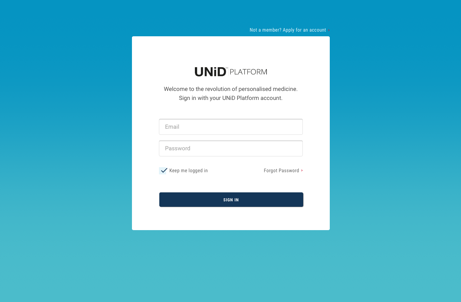 Not a member? Apply for an account
UNiD PLATFORM
Welcome to the revolution of personalised medicine.
Sign in with your UNiD Platform account.
Email
Password
Keep me logged in
Forgot Password ›
SIGN IN